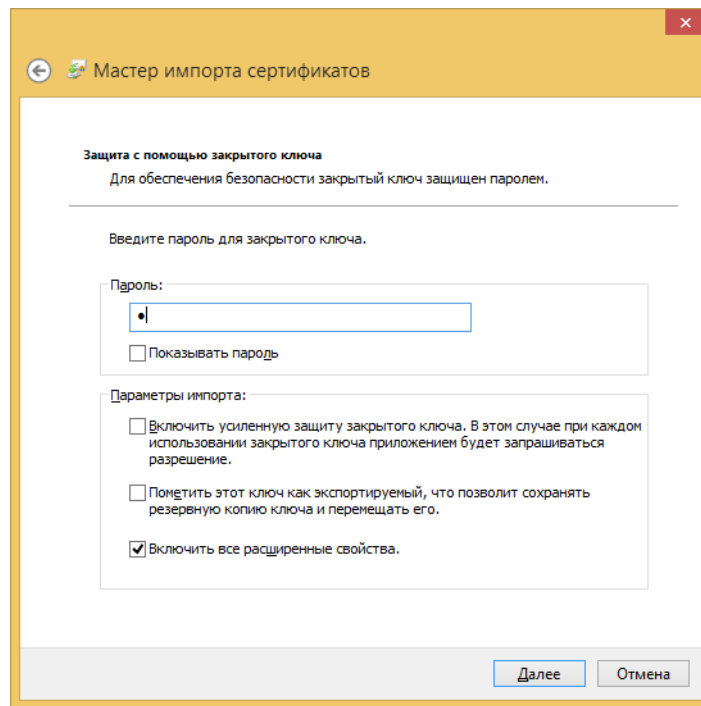 Мастер импорта сертификатов
Защита с помощью закрытого ключа
Для обеспечения безопасности закрытый ключ защищен паролем.
Введите пароль для закрытого ключа.
Пароль:
Показывать пароль
Параметры импорта:
Включить усиленную защиту закрытого ключа. В этом случае при каждом
использовании закрытого ключа приложением будет запрашиваться
разрешение.
Пометить этот ключ как экспортируемый, что позволит сохранять
резервную копию ключа и перемещать его.
Включить все расширенные свойства.
Далее
Отмена